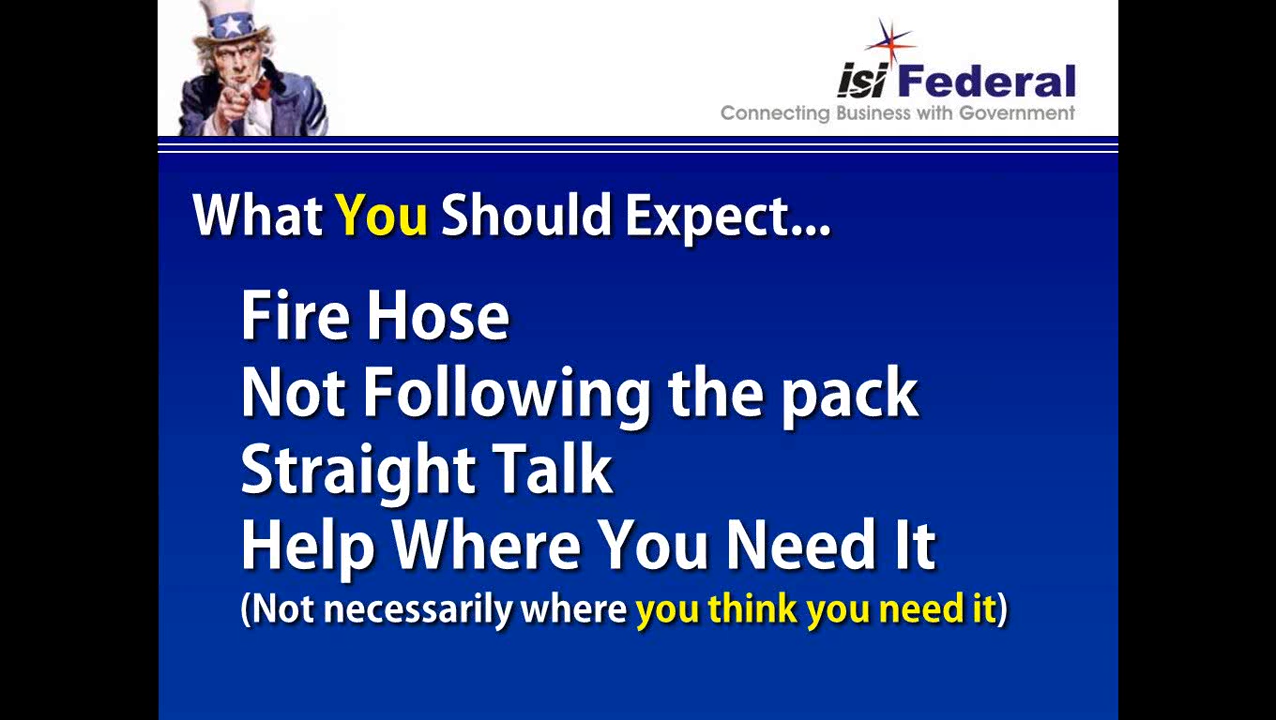 isi Federal
Connecting Business with Government
What You Should Expect...
Fire Hose
Not Following the pack
Straight Talk
Help Where You Need It
(Not necessarily where you think you need it)